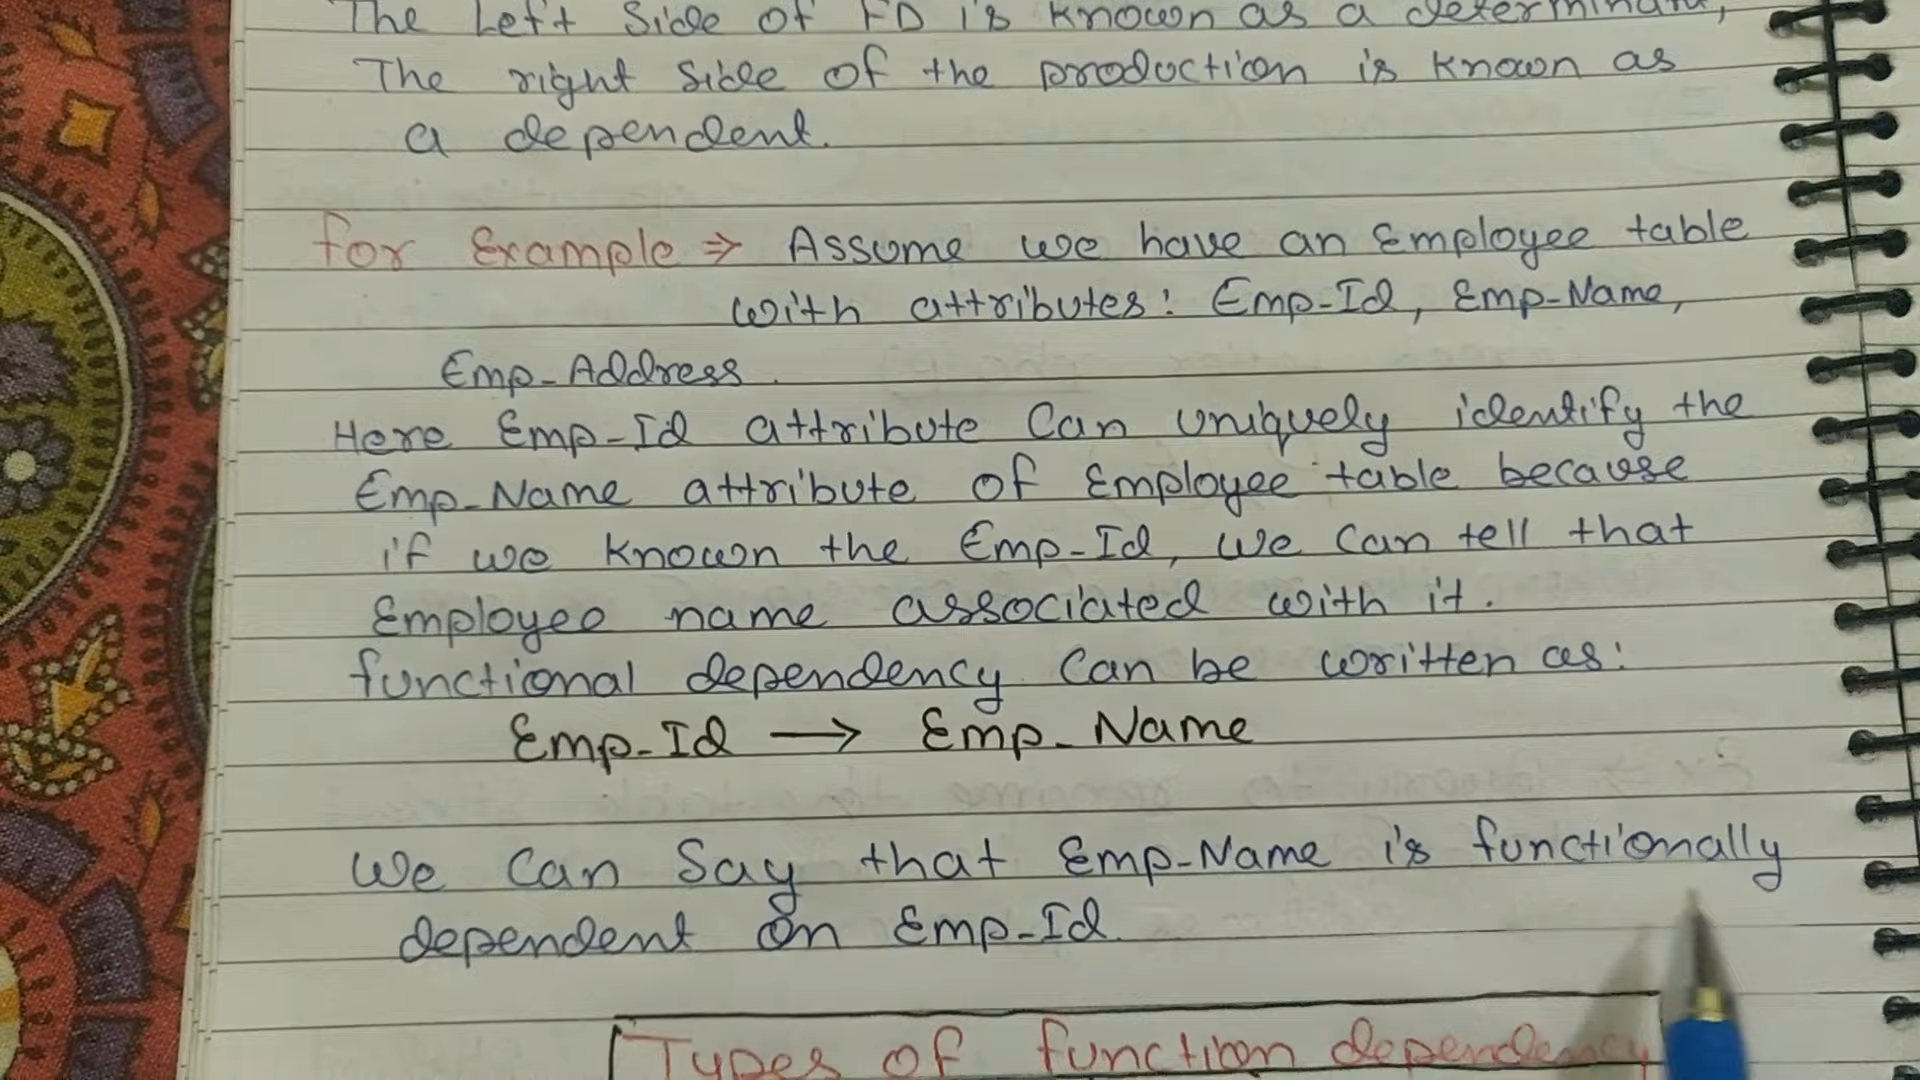 The Left Side of FD is known as a determinant,
The right Side of the production is known as
a dependent.
For Example ⇒ Assume we have an Employee table
with attributes: Emp-Id, Emp-Name,
Emp-Address.
Here Emp-Id attribute Can uniquely identify the
Emp-Name attribute of Employee table because
if we known the Emp-Id, we can tell that
Employee name associated with it.
functional dependency Can be written as:
Emp-Id → Emp-Name
We Can Say that Emp-Name is functionally
dependent on Emp-Id.
Types of function dependency